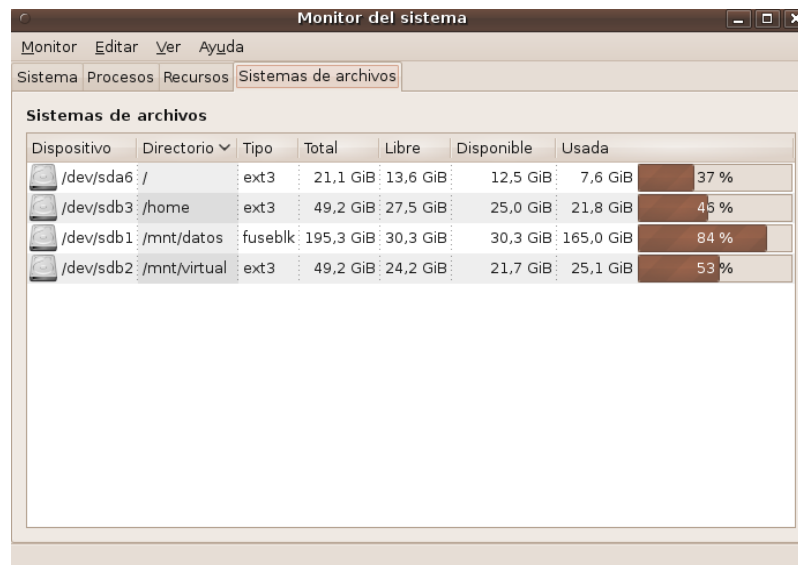 Monitor del sistema
Monitor Editar Ver Ayuda
Sistema Procesos Recursos Sistemas de archivos
Sistemas de archivos
Dispositivo Directorio Tipo Total Libre Disponible Usada
/dev/sda6 / ext3 21,1 GiB 13,6 GiB 12,5 GiB 7,6 GiB 37 %
/dev/sdb3 /home ext3 49,2 GiB 27,5 GiB 25,0 GiB 21,8 GiB 46 %
/dev/sdb1 /mnt/datos fuseblk 195,3 GiB 30,3 GiB 30,3 GiB 165,0 GiB 84 %
/dev/sdb2 /mnt/virtual ext3 49,2 GiB 24,2 GiB 21,7 GiB 25,1 GiB 53 %